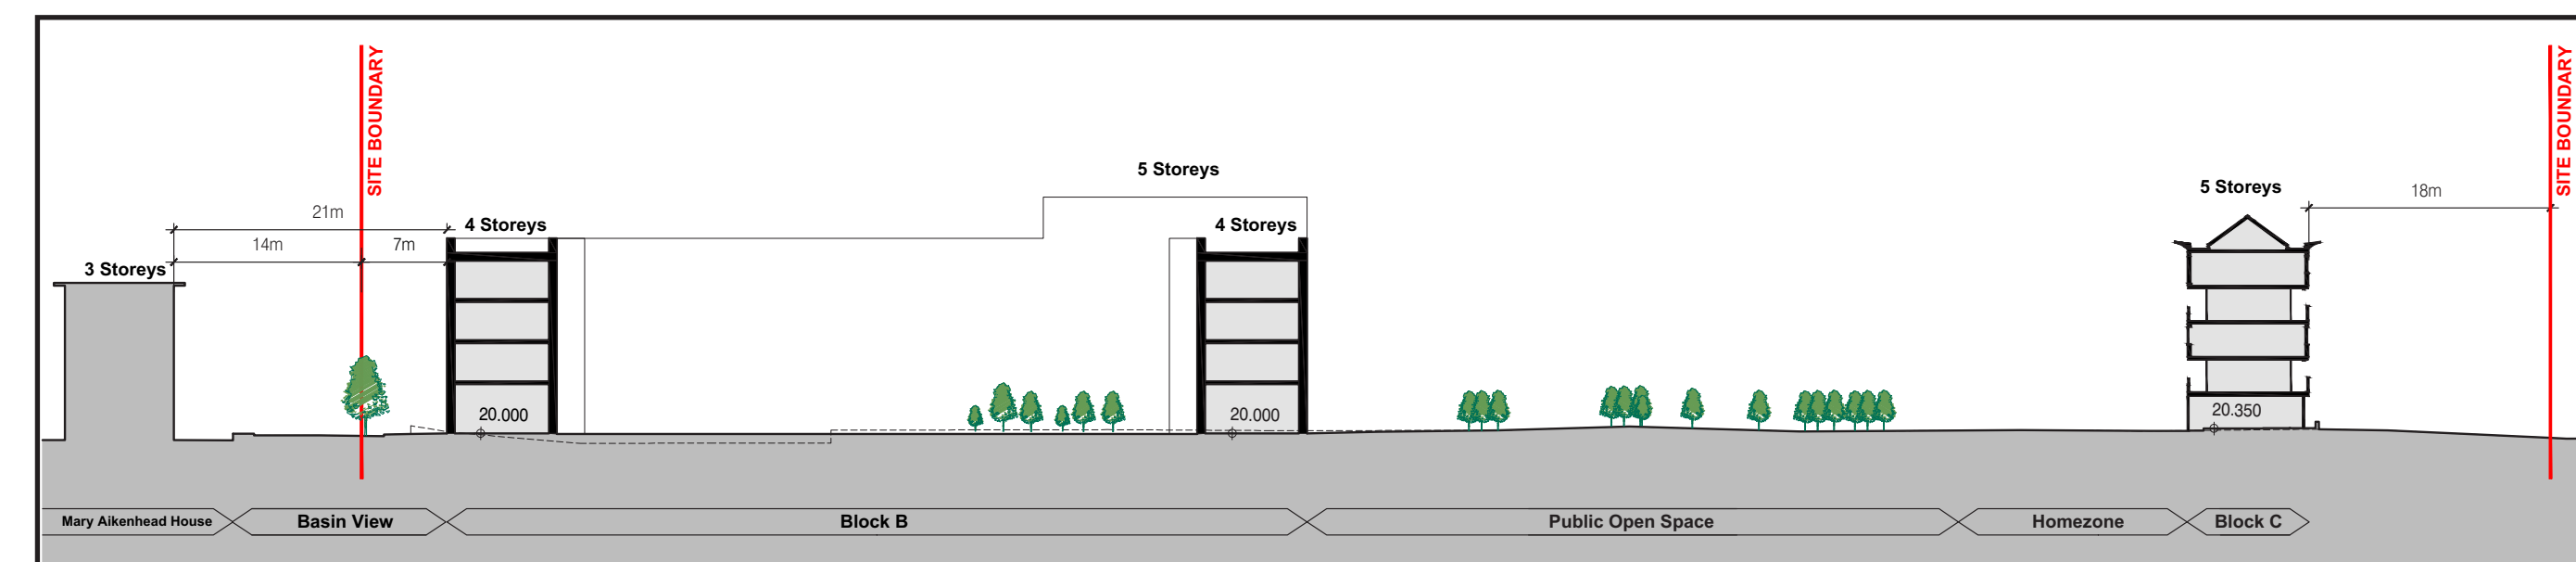 SITE BOUNDARY
SITE BOUNDARY
5 Storeys
5 Storeys
18m
21m
4 Storeys
4 Storeys
14m
7m
3 Storeys
20.000
20.000
20.350
Mary Aikenhead House
Basin View
Block B
Public Open Space
Homezone
Block C